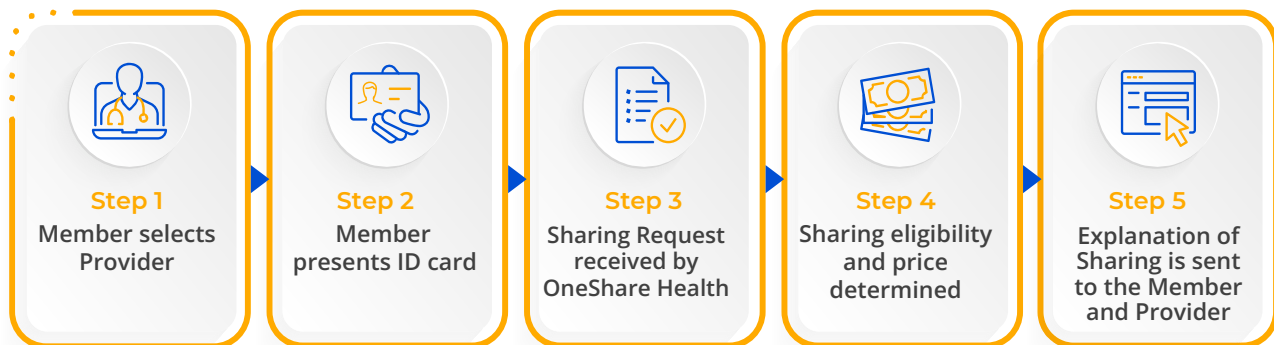 Step 1
Member selects
Provider
Step 2
Member
presents ID card
Step 3
Sharing Request
received by
OneShare Health
Step 4
Sharing eligibility
and price
determined
Step 5
Explanation of
Sharing is sent
to the Member
and Provider